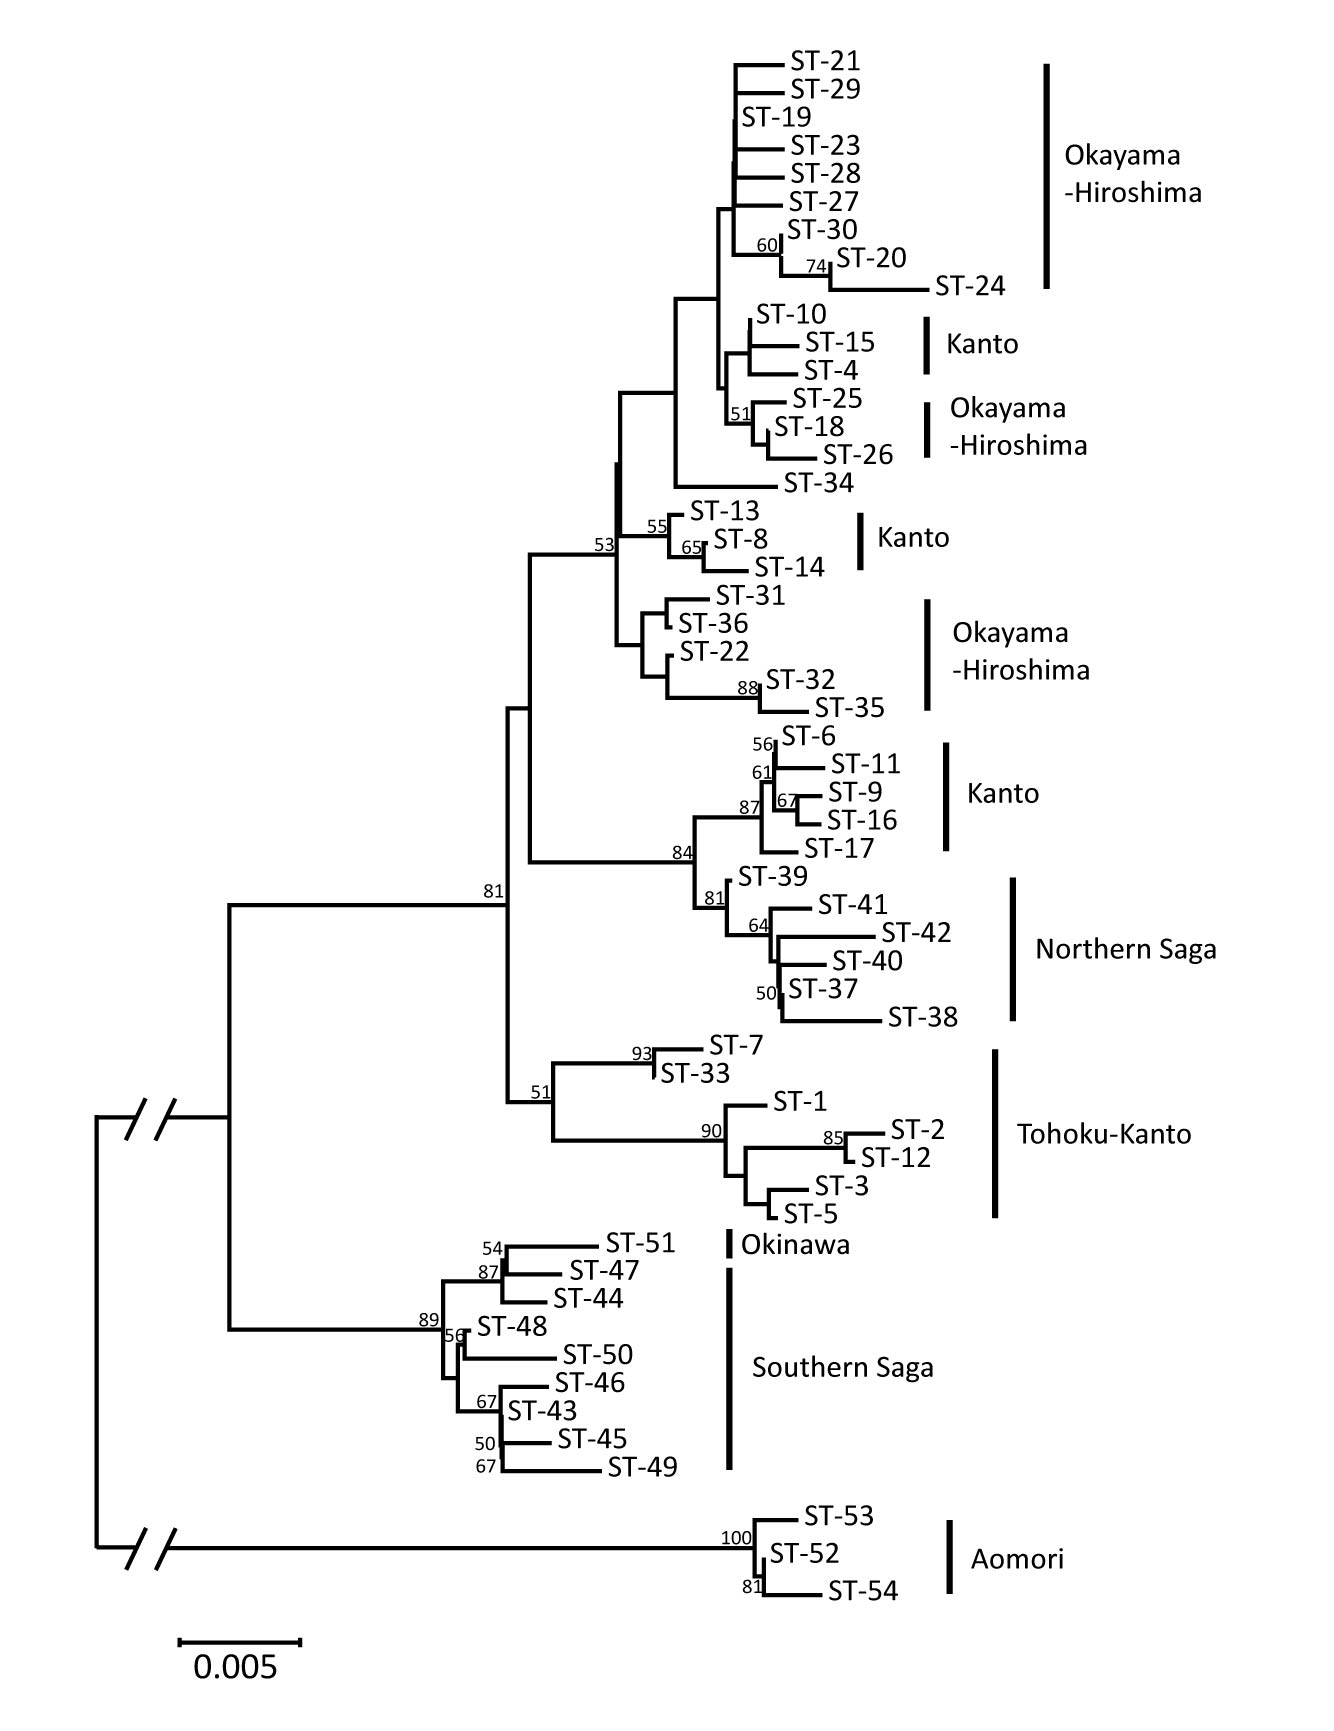 ST-21
ST-29
ST-19
ST-23
ST-28
ST-27
Okayama
-Hiroshima
ST-30
60
ST-20
74
ST-24
ST-10
ST-15
ST-4
Kanto
ST-25
51
ST-18
ST-26
Okayama
-Hiroshima
ST-34
ST-13
55
ST-8
65
ST-14
Kanto
53
ST-31
ST-36
ST-22
ST-32
88
ST-35
Okayama
-Hiroshima
ST-6
56
ST-11
61
ST-9
67
ST-16
87
ST-17
Kanto
84
ST-39
81
ST-41
64
ST-42
ST-40
ST-37
50
ST-38
Northern Saga
81
ST-7
93
ST-33
51
ST-1
90
ST-2
85
ST-12
ST-3
ST-5
Tohoku-Kanto
ST-51
54
Okinawa
ST-47
87
ST-44
89
ST-48
56
ST-50
ST-46
67
ST-43
ST-45
50
ST-49
67
Southern Saga
ST-53
100
ST-52
81
ST-54
Aomori
0.005